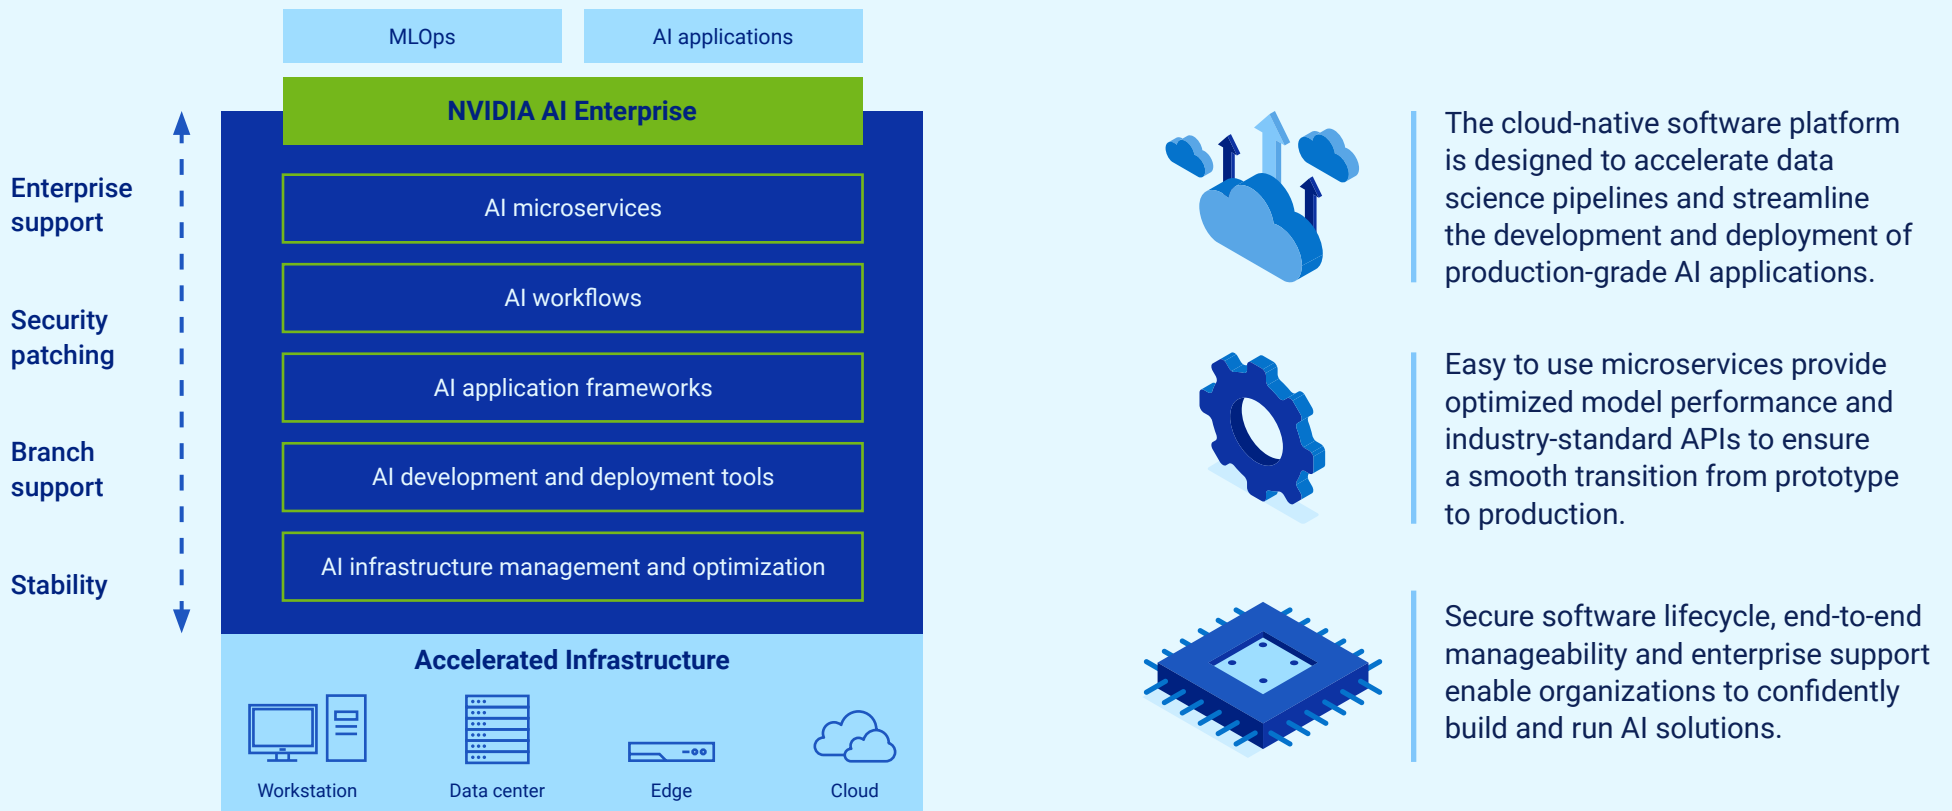 MLOps
AI applications
NVIDIA AI Enterprise
Enterprise
support
Security
patching
Branch
support
Stability
AI microservices
AI workflows
AI application frameworks
AI development and deployment tools
AI infrastructure management and optimization
Accelerated Infrastructure
Workstation
Data center
Edge
Cloud
The cloud-native software platform
is designed to accelerate data
science pipelines and streamline
the development and deployment of
production-grade AI applications.
Easy to use microservices provide
optimized model performance and
industry-standard APIs to ensure
a smooth transition from prototype
to production.
Secure software lifecycle, end-to-end
manageability and enterprise support
enable organizations to confidently
build and run AI solutions.